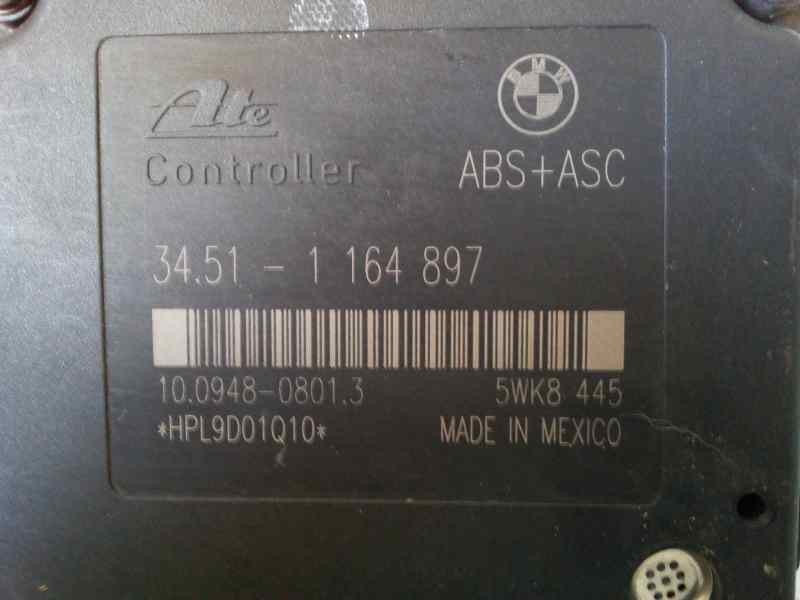 Ate
BMW
Controller
ABS+ASC
34.51 - 1 164 897
10.0948-0801.3
5WK8 445
*HPL9D01Q10*
MADE IN MEXICO